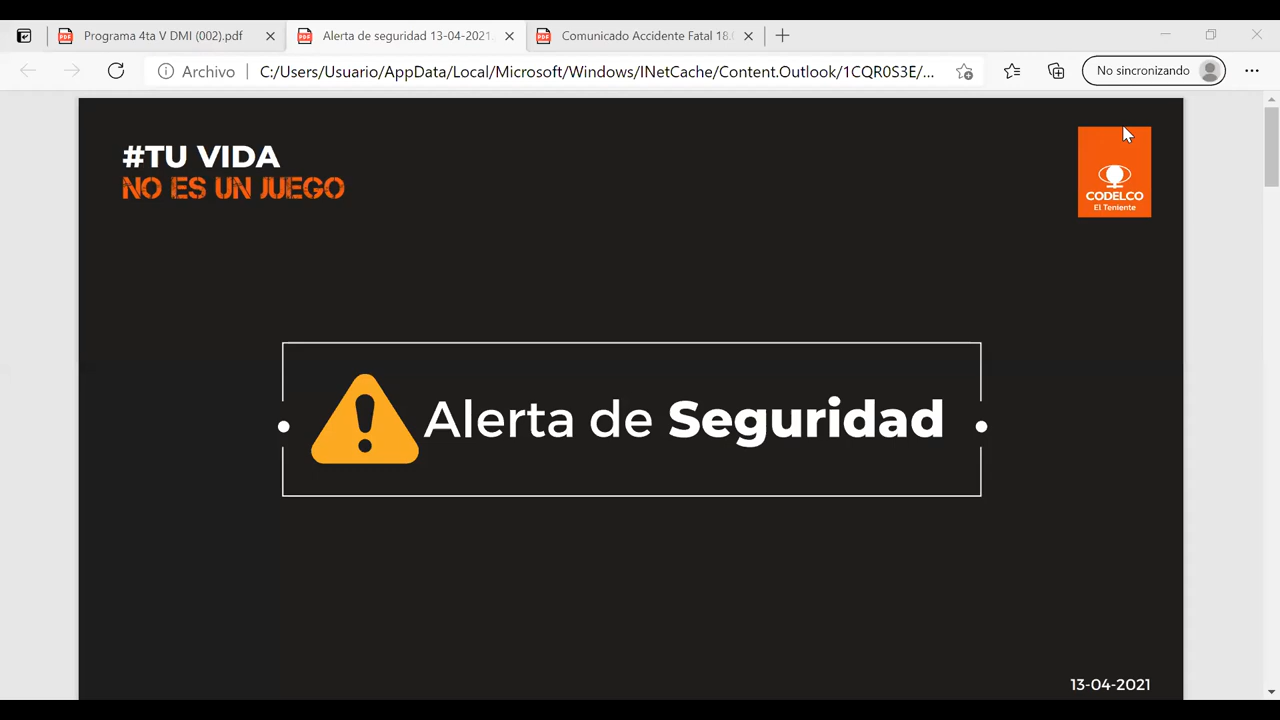 Programa 4ta V DMI (002).pdf
Alerta de seguridad 13-04-2021.
Comunicado Accidente Fatal 18.
Archivo
C:/Users/Usuario/AppData/Local/Microsoft/Windows/INetCache/Content.Outlook/1CQR0S3E/...
No sincronizando
#TU VIDA
NO ES UN JUEGO
CODELCO
El Teniente
Alerta de Seguridad
13-04-2021